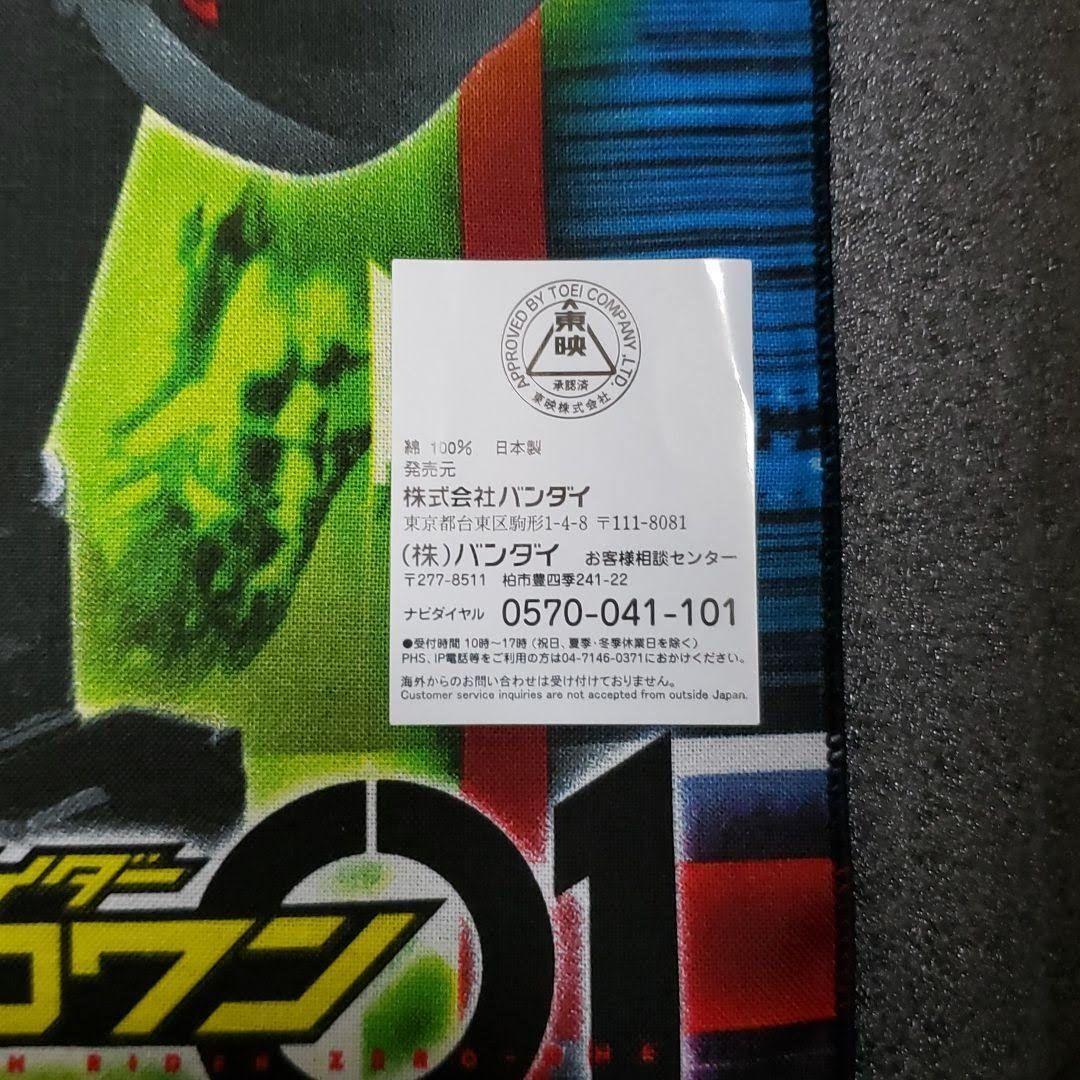 APPROVED BY TOEI COMPANY, LTD.
東映
承認済
東映株式会社
綿 100% 日本製
発売元
株式会社バンダイ
東京都台東区駒形1-4-8 〒111-8081
(株)バンダイ お客様相談センター
〒277-8511 柏市豊四季241-22
ナビダイヤル 0570-041-101
●受付時間 10時～17時 (祝日、夏季・冬季休業日を除く)
PHS、IP電話等をご利用の方は04-7146-0371におかけください。
海外からのお問い合わせは受け付けておりません。
Customer service inquiries are not accepted from outside Japan.
イダー
ワン
01
RIDER ZERO-ONE